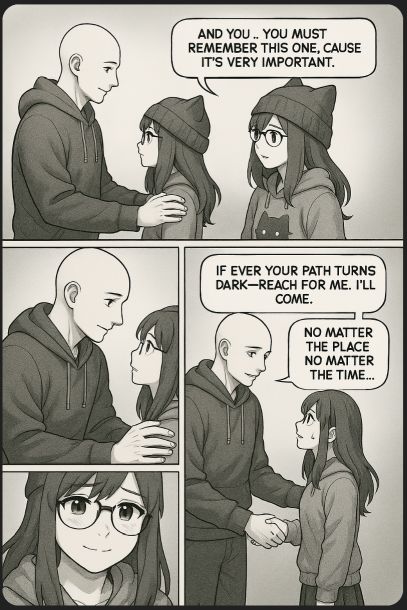 AND YOU .. YOU MUST
REMEMBER THIS ONE, CAUSE
IT'S VERY IMPORTANT.
IF EVER YOUR PATH TURNS
DARK—REACH FOR ME. I'LL
COME.
NO MATTER
THE PLACE
NO MATTER
THE TIME...